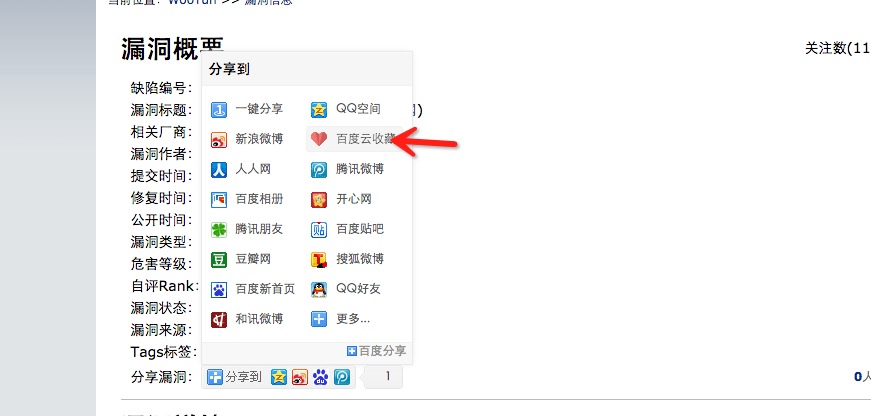 当前位置：WooYun >> 漏洞信息
漏洞概要
关注数(11
分享到
缺陷编号：
漏洞标题：
)
相关厂商：
漏洞作者：
提交时间：
修复时间：
公开时间：
漏洞类型：
危害等级：
自评Rank：
漏洞状态：
漏洞来源：
Tags标签：
一键分享 QQ空间
新浪微博 百度云收藏
人人网 腾讯微博
百度相册 开心网
腾讯朋友 百度贴吧
豆瓣网 搜狐微博
百度新首页 QQ好友
和讯微博 更多...
百度分享
分享漏洞： 分享到 1
0人